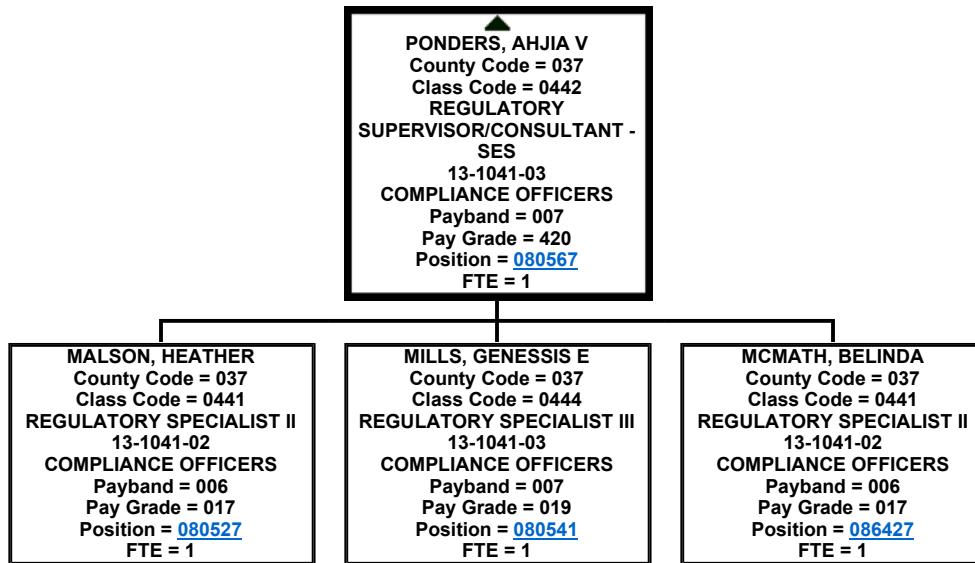 PONDERS, AHJIA V
County Code = 037
Class Code = 0442
REGULATORY
SUPERVISOR/CONSULTANT -
SES
13-1041-03
COMPLIANCE OFFICERS
Payband = 007
Pay Grade = 420
Position = 080567
FTE = 1
MALSON, HEATHER
County Code = 037
Class Code = 0441
REGULATORY SPECIALIST II
13-1041-02
COMPLIANCE OFFICERS
Payband = 006
Pay Grade = 017
Position = 080527
FTE = 1
MILLS, GENESSIS E
County Code = 037
Class Code = 0444
REGULATORY SPECIALIST III
13-1041-03
COMPLIANCE OFFICERS
Payband = 007
Pay Grade = 019
Position = 080541
FTE = 1
MCMATH, BELINDA
County Code = 037
Class Code = 0441
REGULATORY SPECIALIST II
13-1041-02
COMPLIANCE OFFICERS
Payband = 006
Pay Grade = 017
Position = 086427
FTE = 1